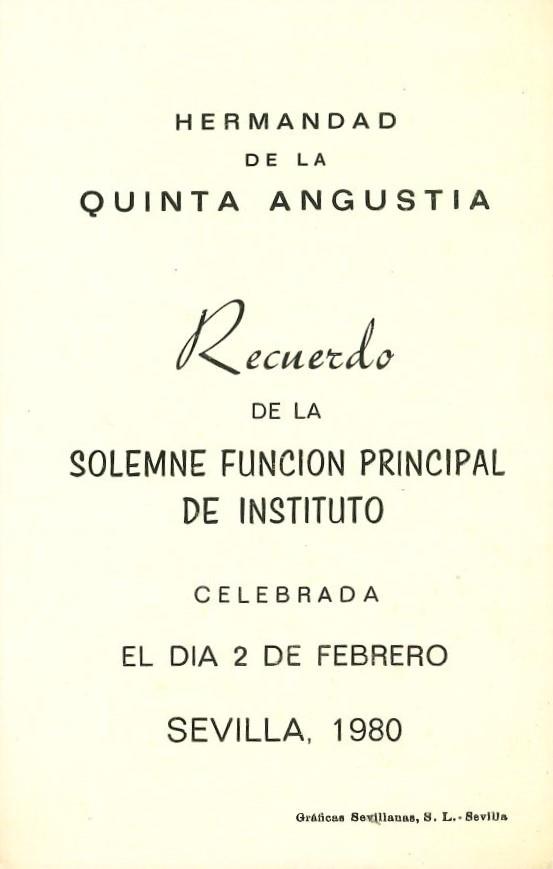 HERMANDAD
DE LA
QUINTA ANGUSTIA
Recuerdo
DE LA
SOLEMNE FUNCION PRINCIPAL
DE INSTITUTO
CELEBRADA
EL DIA 2 DE FEBRERO
SEVILLA, 1980
Gráficas Sevillanas, S. L.-Sevilla